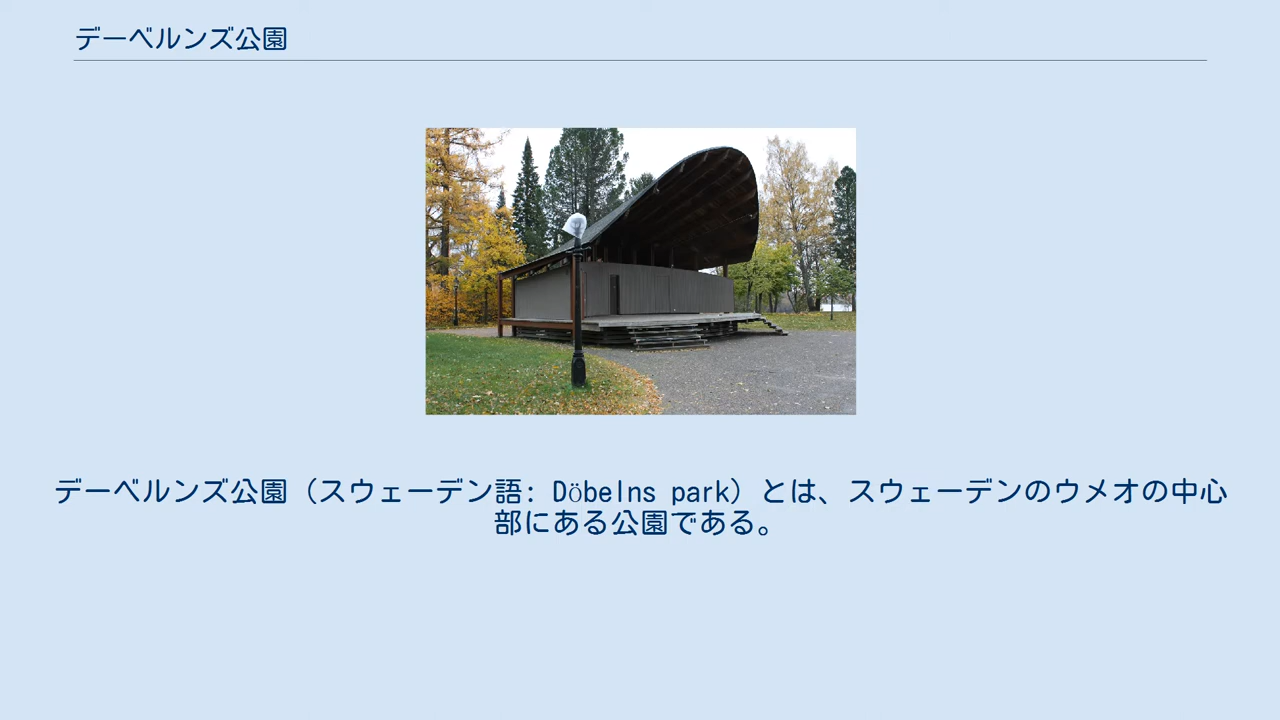 デーベルンズ公園
デーベルンズ公園（スウェーデン語: Döbelns park）とは、スウェーデンのウメオの中心
部にある公園である。